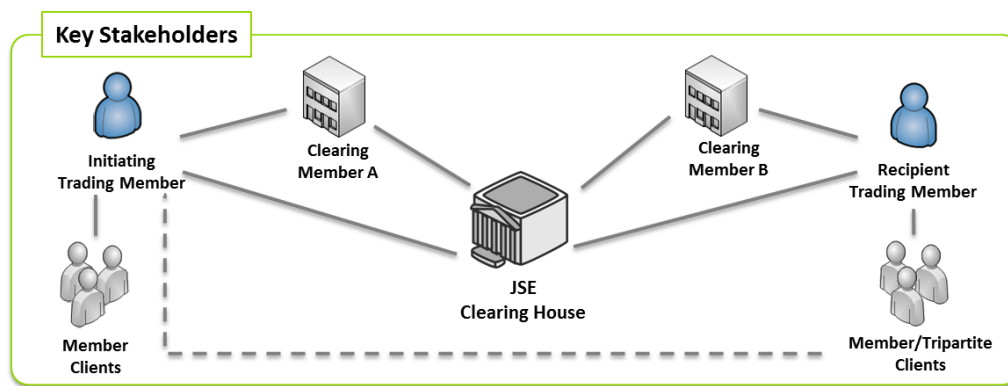 Key Stakeholders
Initiating
Trading Member
Clearing
Member A
Clearing
Member B
Recipient
Trading Member
JSE
Clearing House
Member
Clients
Member/Tripartite
Clients